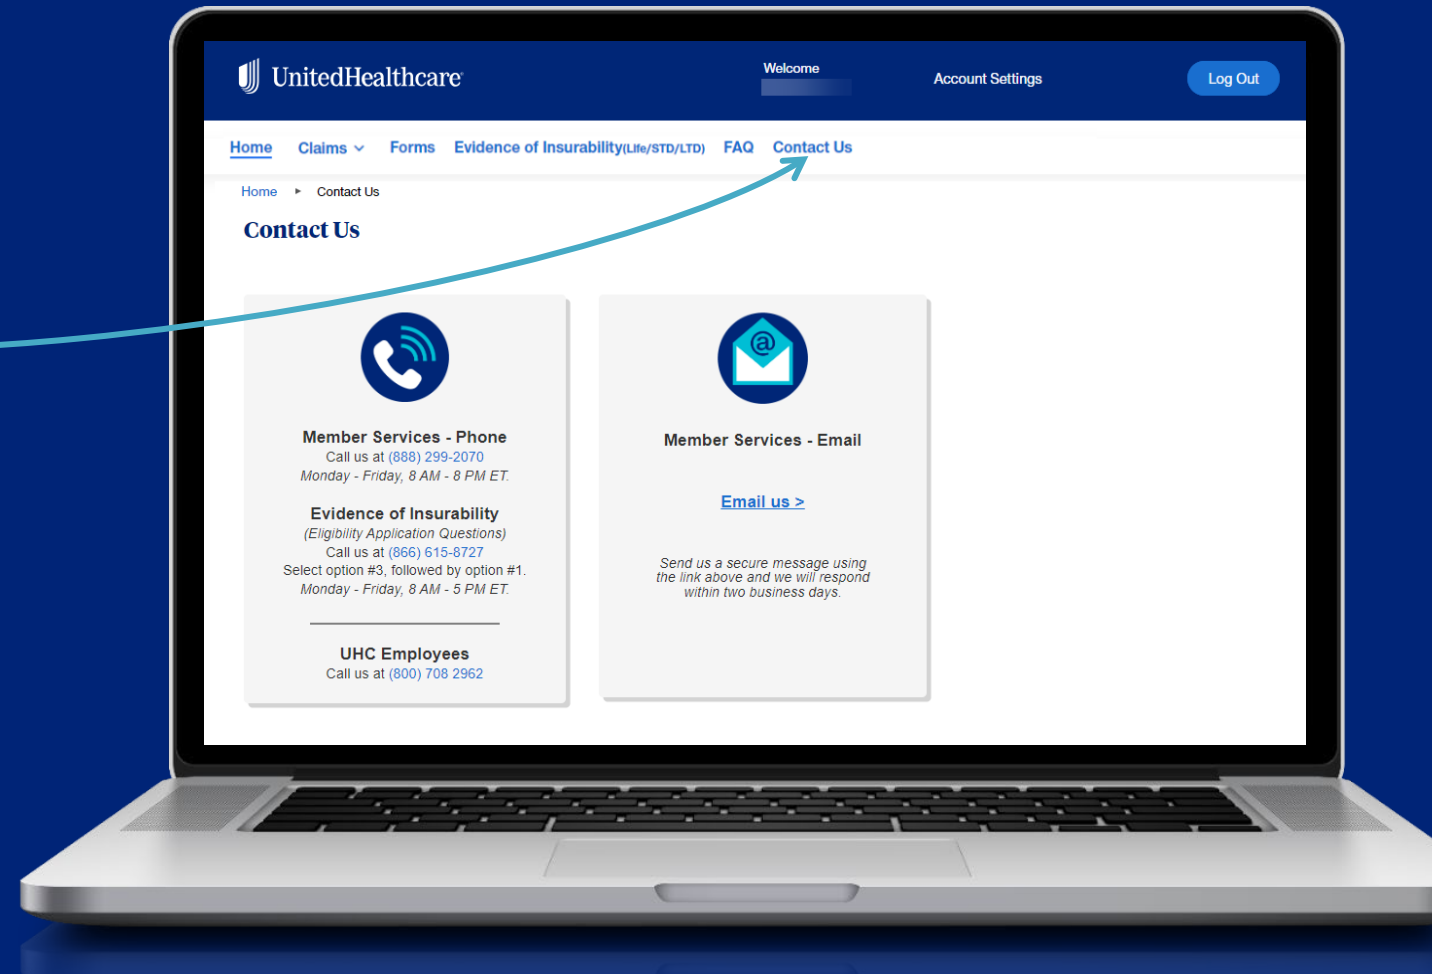 UnitedHealthcare
Welcome
Account Settings
Log Out
Home Claims Forms Evidence of Insurability(Life/STD/LTD) FAQ Contact Us
Home ▸ Contact Us
Contact Us
Member Services - Phone
Call us at (888) 299-2070
Monday - Friday, 8 AM - 8 PM ET.
Evidence of Insurability
(Eligibility Application Questions)
Call us at (866) 615-8727
Select option #3, followed by option #1.
Monday - Friday, 8 AM - 5 PM ET.
UHC Employees
Call us at (800) 708 2962
@
Member Services - Email
Email us >
Send us a secure message using
the link above and we will respond
within two business days.